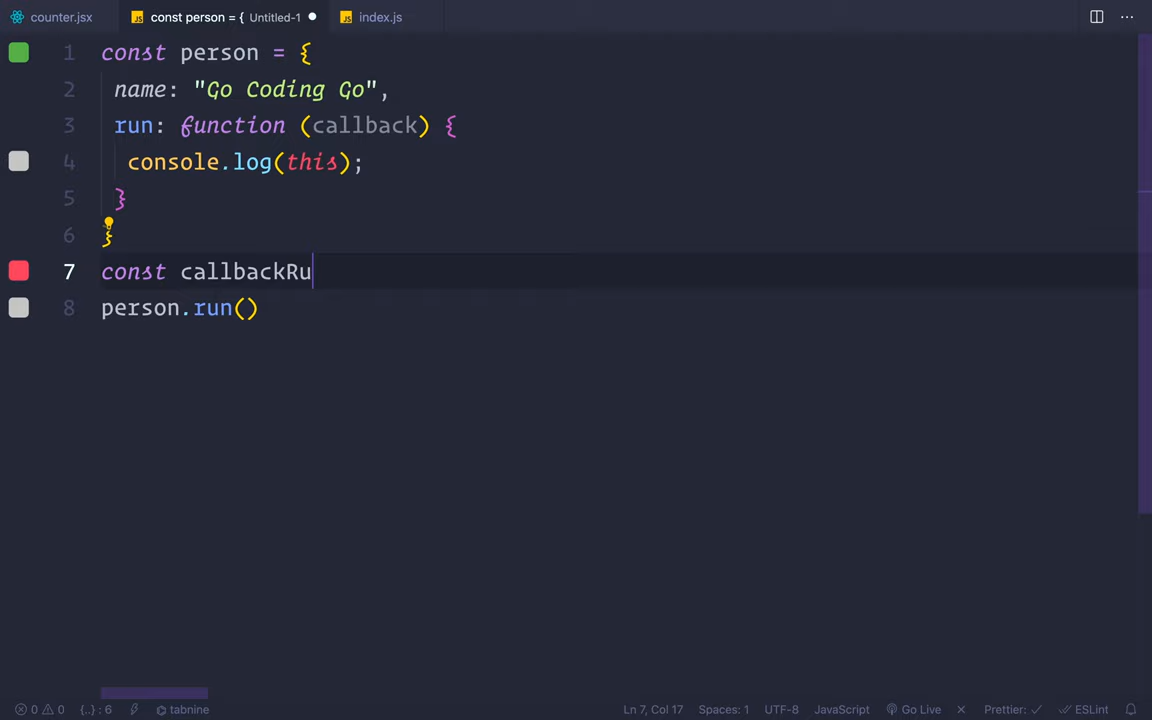 counter.jsx const person = { Untitled-1 index.js
1 const person = {
2 name: "Go Coding Go",
3 run: function (callback) {
4 console.log(this);
5 }
6 }
7 const callbackRu
8 person.run()
0 0 {..} : 6 tabnine Ln 7, Col 17 Spaces: 1 UTF-8 JavaScript Go Live Prettier: ESLint